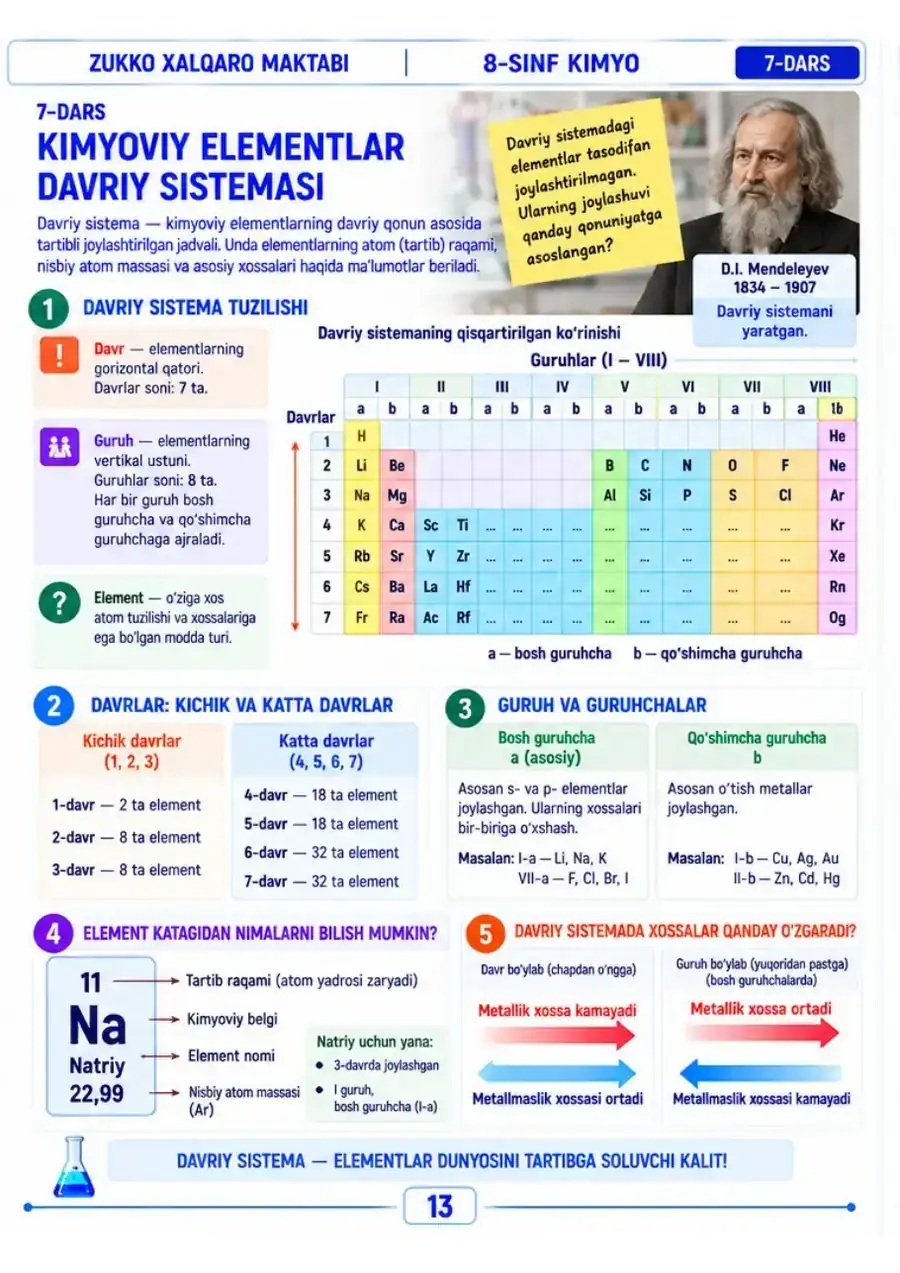 ZUKKO XALQARO MAKTABI
8-SINF KIMYO
7-DARS
7-DARS
KIMYOVIY ELEMENTLAR
DAVRIY SISTEMASI
Davriy sistema — kimyoviy elementlarning davriy qonun asosida
tartibli joylashtirilgan jadvali. Unda elementlarning atom (tartib) raqami,
nisbiy atom massasi va asosiy xossalari haqida ma'lumotlar beriladi.
Davriy sistemadagi
elementlar tasodifan
joylashtirilmagan.
Ularning joylashuvi
qanday qonuniyatga
asoslangan?
D.I. Mendeleyev
1834 – 1907
Davriy sistemani
yaratgan.
1 DAVRIY SISTEMA TUZILISHI
! Davr — elementlarning
gorizontal qatori.
Davrlar soni: 7 ta.
Guruh — elementlarning
vertikal ustuni.
Guruhlar soni: 8 ta.
Har bir guruh bosh
guruhcha va qo'shimcha
guruhchaga ajraladi.
? Element — o'ziga xos
atom tuzilishi va xossalariga
ega bo'lgan modda turi.
Davriy sistemaning qisqartirilgan ko'rinishi
Guruhlar (I – VIII)
I II III IV V VI VII VIII
Davrlar
a b a b a b a b a b a b a b a 1b
1 H He
2 Li Be B C N O F Ne
3 Na Mg Al Si P S Cl Ar
4 K Ca Sc Ti ... ... ... ... ... ... ... ... ... Kr
5 Rb Sr Y Zr ... ... ... ... ... ... ... ... ... Xe
6 Cs Ba La Hf ... ... ... ... ... ... ... ... ... Rn
7 Fr Ra Ac Rf ... ... ... ... ... ... ... ... ... Og
a — bosh guruhcha b — qo'shimcha guruhcha
2 DAVRLAR: KICHIK VA KATTA DAVRLAR
Kichik davrlar
(1, 2, 3)
1-davr — 2 ta element
2-davr — 8 ta element
3-davr — 8 ta element
Katta davrlar
(4, 5, 6, 7)
4-davr — 18 ta element
5-davr — 18 ta element
6-davr — 32 ta element
7-davr — 32 ta element
3 GURUH VA GURUHCHALAR
Bosh guruhcha
a (asosiy)
Asosan s- va p- elementlar
joylashgan. Ularning xossalari
bir-biriga o'xshash.
Masalan: I-a — Li, Na, K
VII-a — F, Cl, Br, I
Qo'shimcha guruhcha
b
Asosan o'tish metallar
joylashgan.
Masalan: I-b — Cu, Ag, Au
II-b — Zn, Cd, Hg
4 ELEMENT KATAGIDAN NIMALARNI BILISH MUMKIN?
11
Na
Natriy
22,99
Tartib raqami (atom yadrosi zaryadi)
Kimyoviy belgi
Element nomi
Nisbiy atom massasi
(Ar)
Natriy uchun yana:
• 3-davrda joylashgan
• I guruh,
bosh guruhcha (I-a)
5 DAVRIY SISTEMADA XOSSALAR QANDAY O'ZGARADI?
Davr bo'ylab (chapdan o'ngga)
Metallik xossa kamayadi
Metallmaslik xossasi ortadi
Guruh bo'ylab (yuqoridan pastga)
(bosh guruhchalarda)
Metallik xossa ortadi
Metallmaslik xossasi kamayadi
DAVRIY SISTEMA — ELEMENTLAR DUNYOSINI TARTIBGA SOLUVCHI KALIT!
13